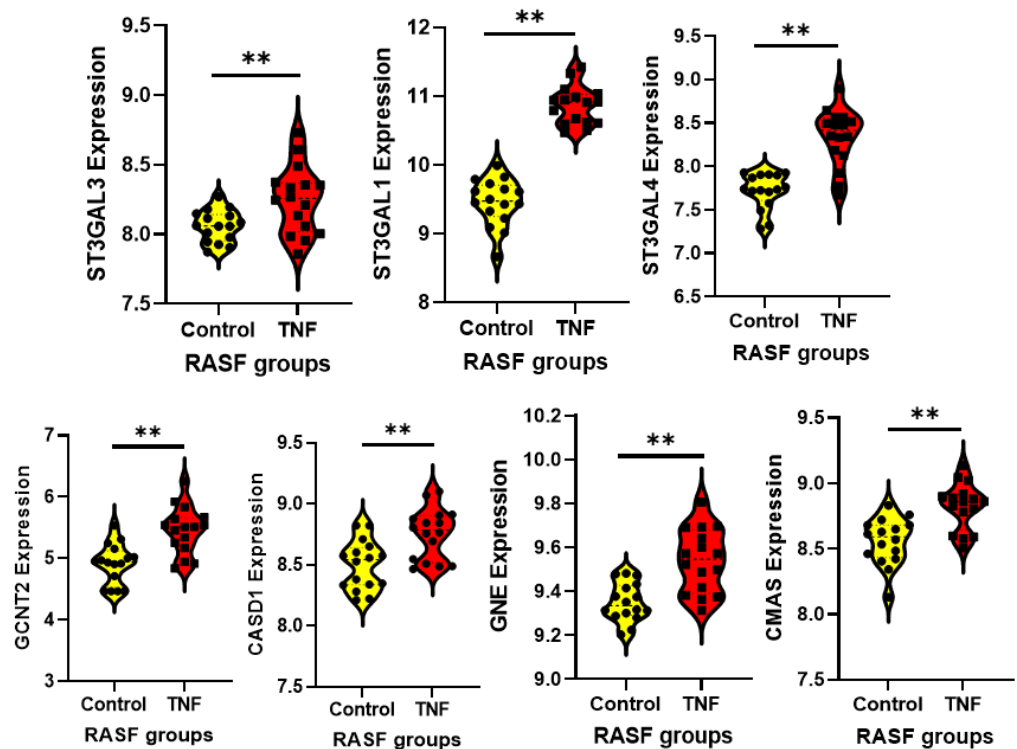 ST3GAL3 Expression
9.5
9.0
8.5
8.0
7.5
**
Control TNF
RASF groups
ST3GAL1 Expression
12
11
10
9
8
**
Control TNF
RASF groups
ST3GAL4 Expression
9.5
9.0
8.5
8.0
7.5
7.0
6.5
**
Control TNF
RASF groups
GCNT2 Expression
7
6
5
4
3
**
Control TNF
RASF groups
CASD1 Expression
9.5
9.0
8.5
8.0
7.5
**
Control TNF
RASF groups
GNE Expression
10.2
10.0
9.8
9.6
9.4
9.2
9.0
**
Control TNF
RASF groups
CMAS Expression
9.5
9.0
8.5
8.0
7.5
**
Control TNF
RASF groups